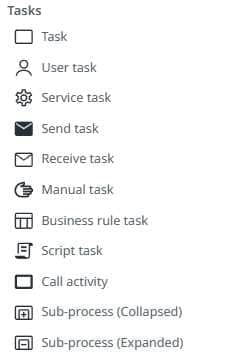 Tasks
Task
User task
Service task
Send task
Receive task
Manual task
Business rule task
Script task
Call activity
Sub-process (Collapsed)
Sub-process (Expanded)